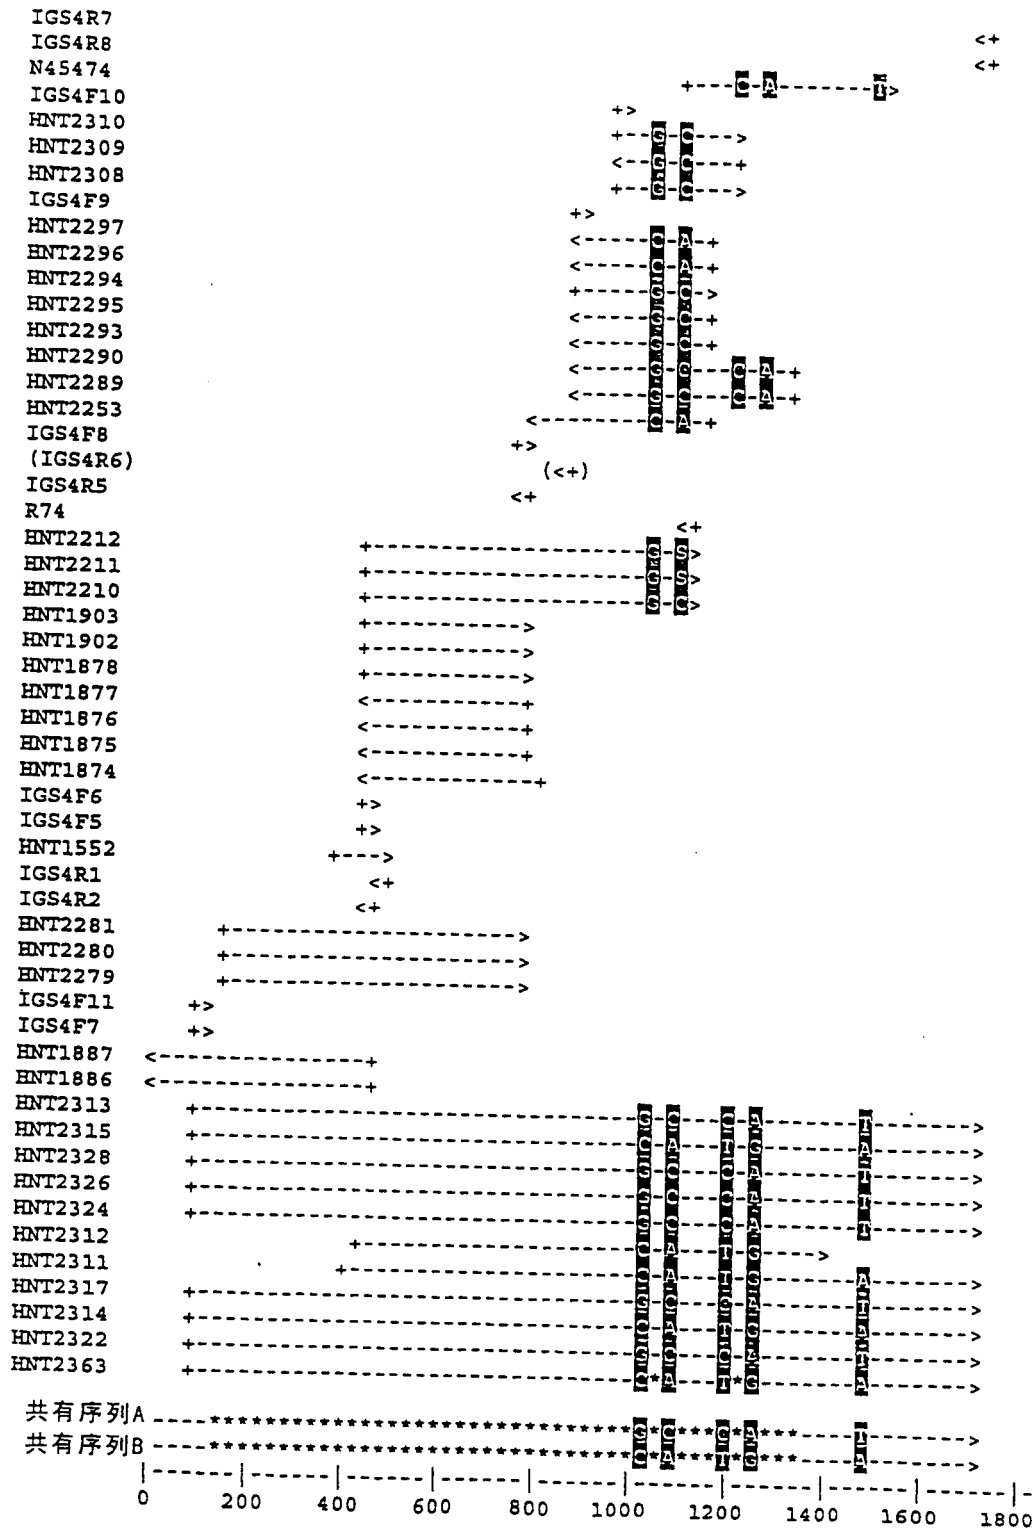 IGS4R7 <+
IGS4R8 <+
N45474 +-----C-A--------T>
IGS4F10 +>
HNT2310 +---G-C---->
HNT2309 <---G-C----+
HNT2308 +---G-C---->
IGS4F9 +>
HNT2297 <------C-A-+
HNT2296 <------C-A-+
HNT2294 +------G-C->
HNT2295 <------G-C-+
HNT2293 <------G-C-+
HNT2290 <------G-C----C-A-+
HNT2289 <------G-C----C-A-+
HNT2253 <---------C-A-+
IGS4F8 +>
(IGS4R6) (<+)
IGS4R5 <+
R74 <+
HNT2212 +---------------------G-S>
HNT2211 +---------------------G-S>
HNT2210 +---------------------G-C>
HNT1903 +------------>
HNT1902 +------------>
HNT1878 +------------>
HNT1877 <------------+
HNT1876 <------------+
HNT1875 <------------+
HNT1874 <-------------+
IGS4F6 +>
IGS4F5 +>
HNT1552 +--->
IGS4R1 <+
IGS4R2 <+
HNT2281 +----------------------->
HNT2280 +----------------------->
HNT2279 +----------------------->
IGS4F11 +>
IGS4F7 +>
HNT1887 <-----------------+
HNT1886 <-----------------+
HNT2313 +----G-C---C-A-------T-------->
HNT2315 +----C-A---T-G-------A-------->
HNT2328 +----G-C---C-A-------T-------->
HNT2326 +----G-C---C-A-------T-------->
HNT2324 +----G-C---C-A-------T-------->
HNT2312 +----C-A---T-G---->
HNT2311 +----C-A---T-G-------A-------->
HNT2317 +----G-C---C-A-------T-------->
HNT2314 +----C-A---T-G-------A-------->
HNT2322 +----G-C---C-A-------T-------->
HNT2363 +----C*A---T*G-------A-------->
共有序列A ----****G*C***C*A***----T-------->
共有序列B ----****C*A***T*G***----A-------->
0 200 400 600 800 1000 1200 1400 1600 1800